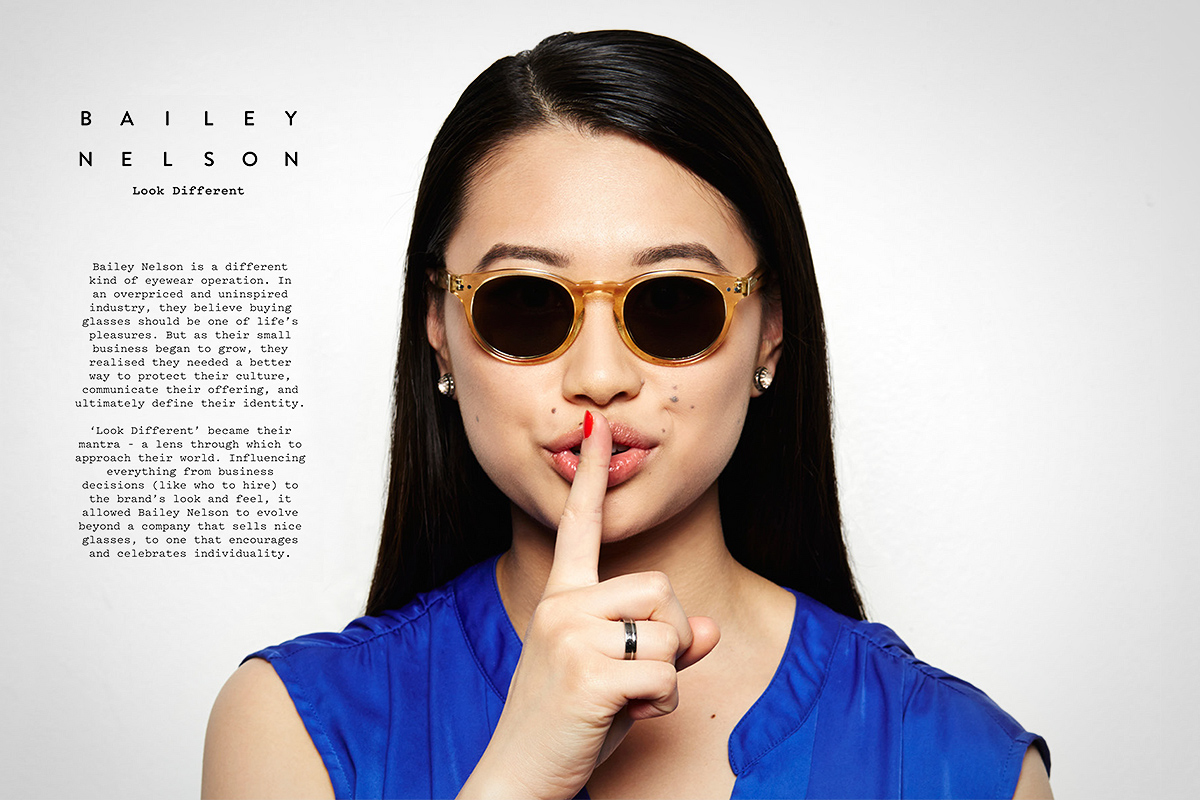 BAILEY
NELSON
Look Different
Bailey Nelson is a different
kind of eyewear operation. In
an overpriced and uninspired
industry, they believe buying
glasses should be one of life’s
pleasures. But as their small
business began to grow, they
realised they needed a better
way to protect their culture,
communicate their offering, and
ultimately define their identity.
‘Look Different’ became their
mantra - a lens through which to
approach their world. Influencing
everything from business
decisions (like who to hire) to
the brand’s look and feel, it
allowed Bailey Nelson to evolve
beyond a company that sells nice
glasses, to one that encourages
and celebrates individuality.